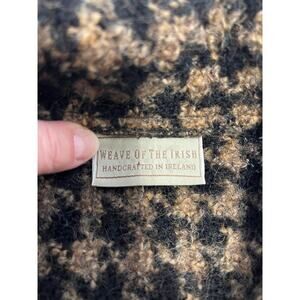 WEAVE OF THE IRISH
HANDCRAFTED IN IRELAND